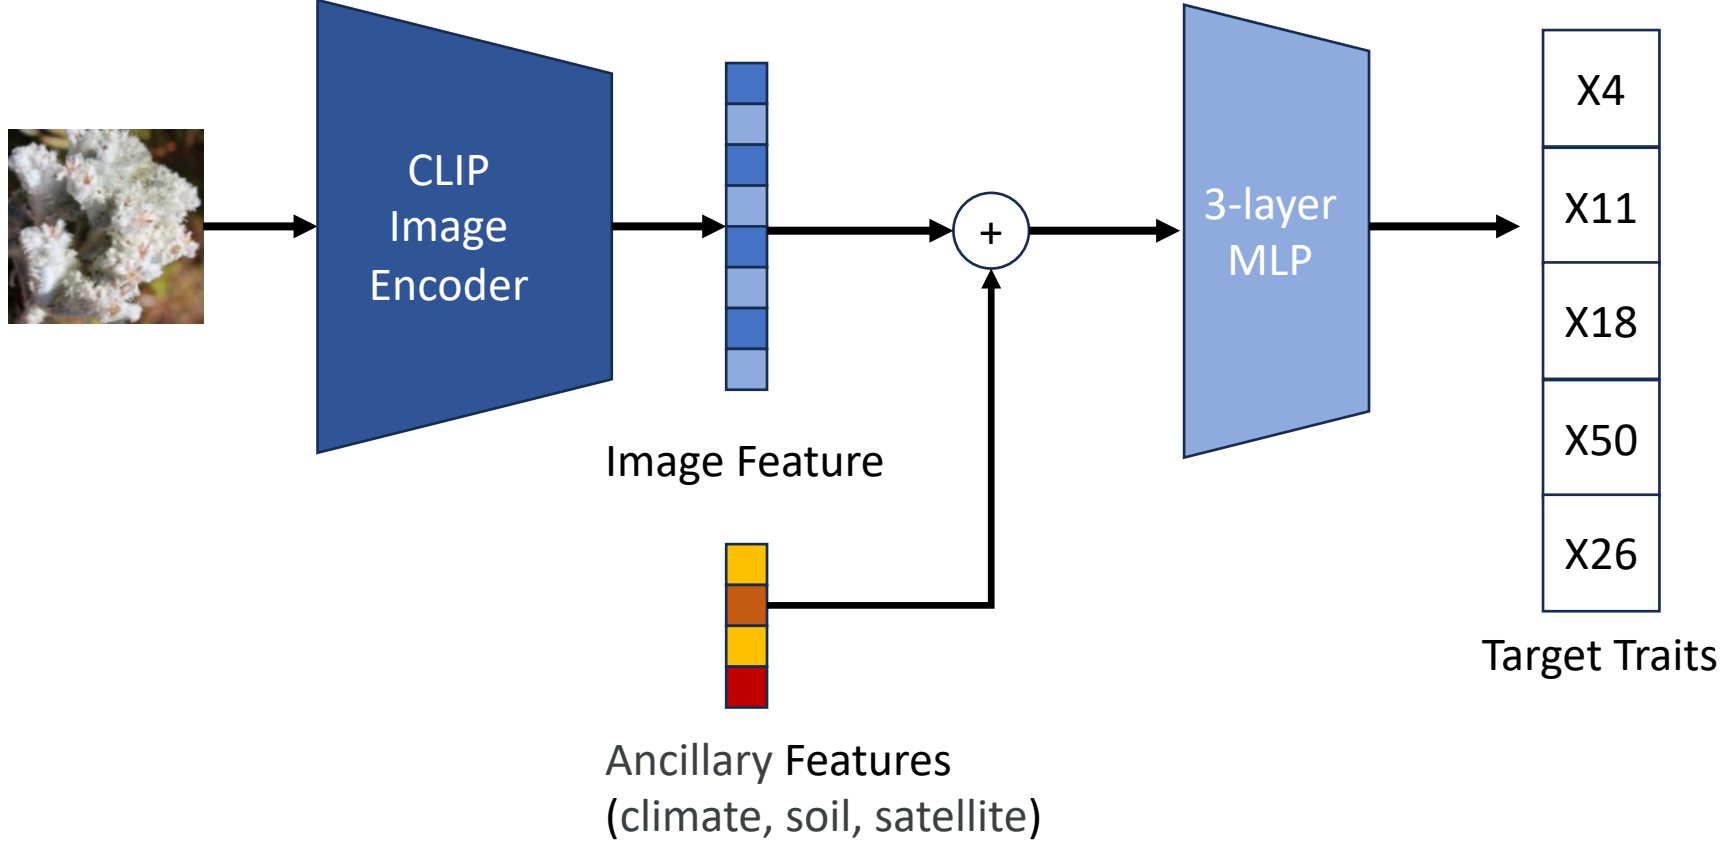 CLIP
Image
Encoder
Image Feature
+
3-layer
MLP
X4
X11
X18
X50
X26
Target Traits
Ancillary Features
(climate, soil, satellite)